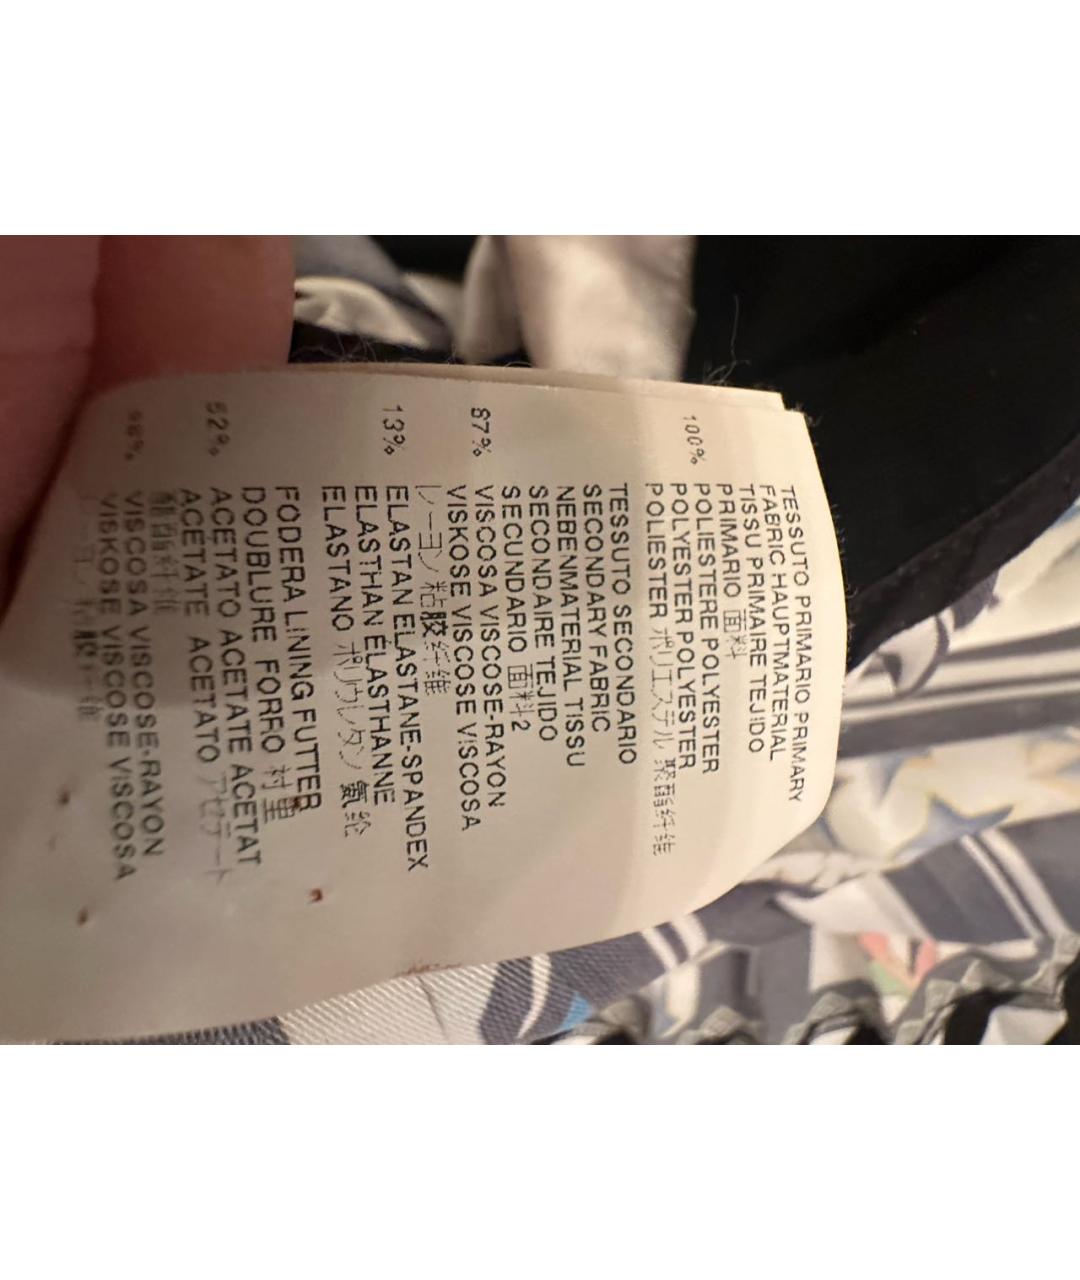 TESSUTO PRIMARIO PRIMARY
FABRIC HAUPTMATERIAL
TISSU PRIMAIRE TEJIDO
PRIMARIO 面料
100% POLIESTERE POLYESTER
POLYESTER POLYESTER
POLIESTER ポリエステル 聚酯纤维
TESSUTO SECONDARIO
SECONDARY FABRIC
NEBENMATERIAL TISSU
SECONDAIRE TEJIDO
SECUNDARIO 面料2
87% VISCOSA VISCOSE-RAYON
VISKOSE VISCOSE VISCOSA
レーヨン 粘胶纤维
13% ELASTAN ELASTANE-SPANDEX
ELASTHAN ÉLASTHANNE
ELASTANO ポリウレタン 氨纶
FODERA LINING FUTTER
DOUBLURE FORRO 衬里
52% ACETATO ACETATE ACETAT
ACETATE ACETATO アセテート
醋酯纤维
48% VISCOSA VISCOSE-RAYON
VISKOSE VISCOSE VISCOSA